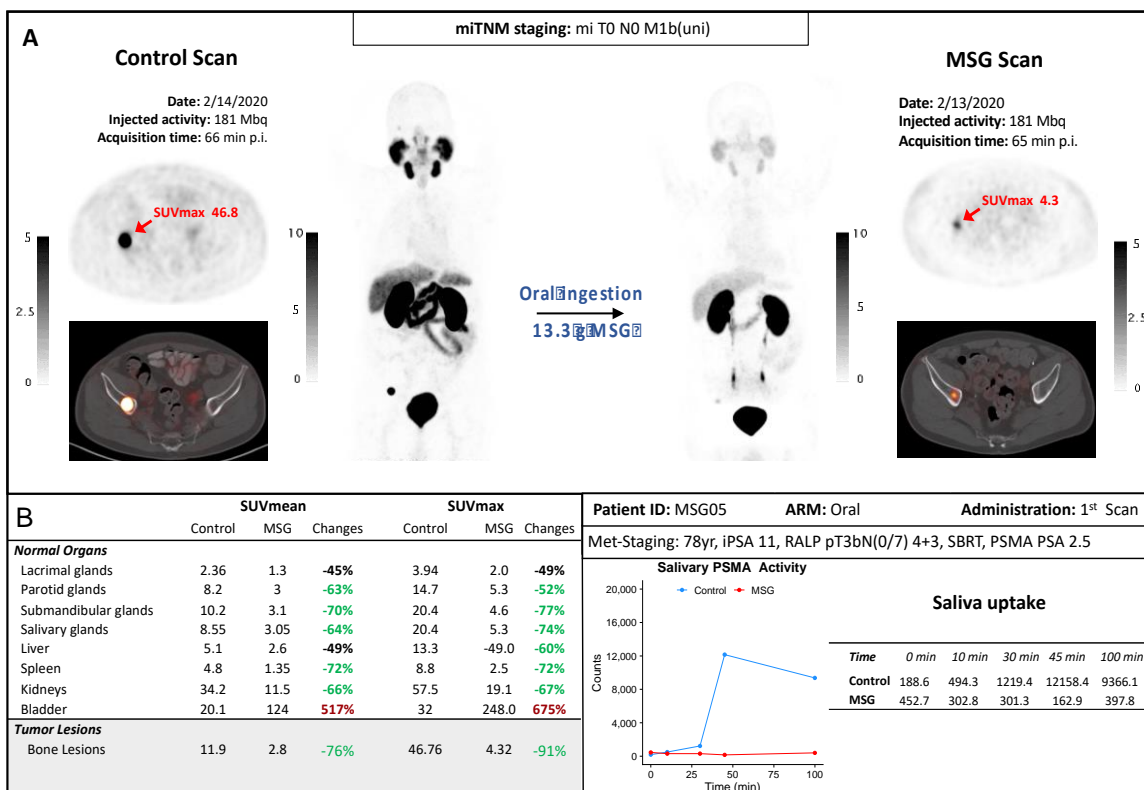 A
miTNM staging: mi T0 N0 M1b(uni)
Control Scan
Date: 2/14/2020
Injected activity: 181 Mbq
Acquisition time: 66 min p.i.
SUVmax 46.8
5
2.5
0
10
5
0
Oral Ingestion
13.3 g MSG
MSG Scan
Date: 2/13/2020
Injected activity: 181 Mbq
Acquisition time: 65 min p.i.
SUVmax 4.3
10
5
0
5
2.5
0
B
SUVmean SUVmax
Control MSG Changes Control MSG Changes
Normal Organs
Lacrimal glands 2.36 1.3 -45% 3.94 2.0 -49%
Parotid glands 8.2 3 -63% 14.7 5.3 -52%
Submandibular glands 10.2 3.1 -70% 20.4 4.6 -77%
Salivary glands 8.55 3.05 -64% 20.4 5.3 -74%
Liver 5.1 2.6 -49% 13.3 -49.0 -60%
Spleen 4.8 1.35 -72% 8.8 2.5 -72%
Kidneys 34.2 11.5 -66% 57.5 19.1 -67%
Bladder 20.1 124 517% 32 248.0 675%
Tumor Lesions
Bone Lesions 11.9 2.8 -76% 46.76 4.32 -91%
Patient ID: MSG05 ARM: Oral Administration: 1st Scan
Met-Staging: 78yr, iPSA 11, RALP pT3bN(0/7) 4+3, SBRT, PSMA PSA 2.5
Salivary PSMA Activity
Control MSG
20,000
16,000
12,000
8,000
4,000
0
Counts
0 25 50 75 100
Time (min)
Saliva uptake
Time 0 min 10 min 30 min 45 min 100 min
Control 188.6 494.3 1219.4 12158.4 9366.1
MSG 452.7 302.8 301.3 162.9 397.8